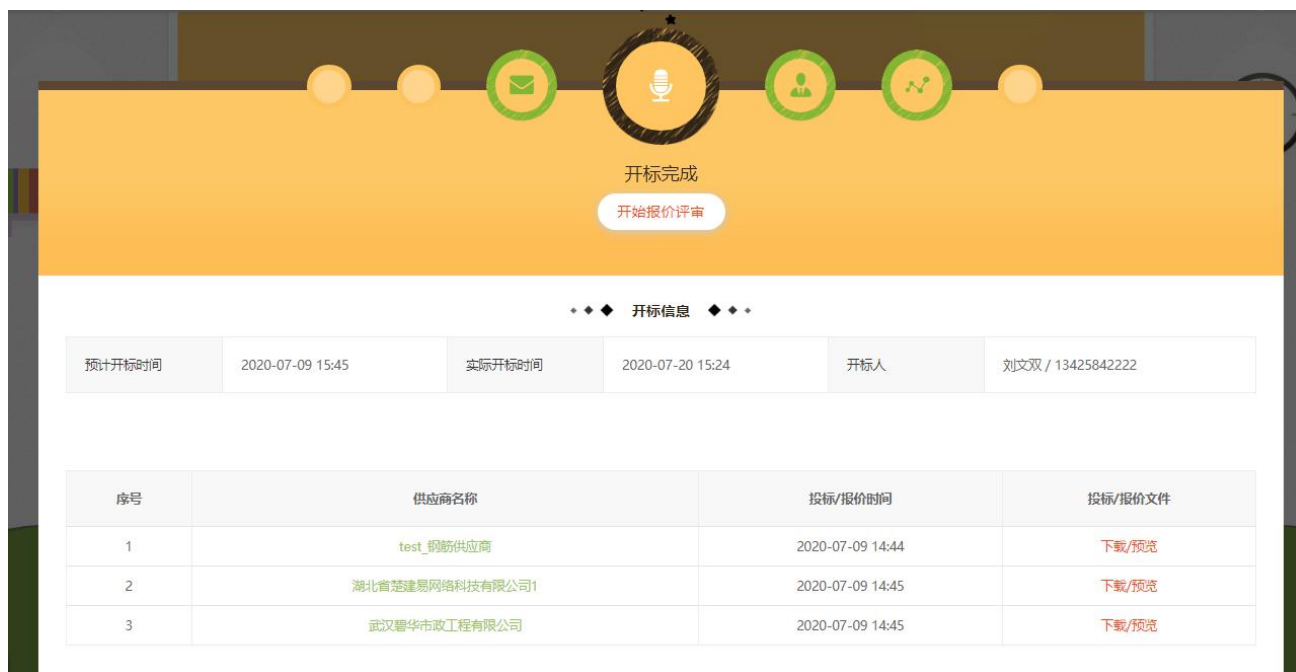 开标完成
开始报价评审
开标信息
预计开标时间 2020-07-09 15:45 实际开标时间 2020-07-20 15:24 开标人 刘文双 / 13425842222
序号 供应商名称 投标/报价时间 投标/报价文件
1 test_钢筋供应商 2020-07-09 14:44 下载/预览
2 湖北省楚建易网络科技有限公司1 2020-07-09 14:45 下载/预览
3 武汉碧华市政工程有限公司 2020-07-09 14:45 下载/预览